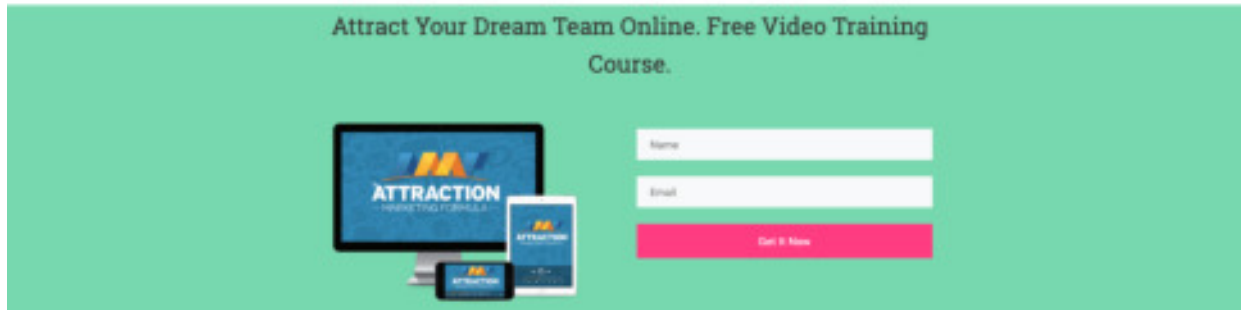 Attract Your Dream Team Online. Free Video Training
Course.
ATTRACTION
MARKETING FORMULA
ATTRACTION
ATTRACTION
Name
Email
Get It Now